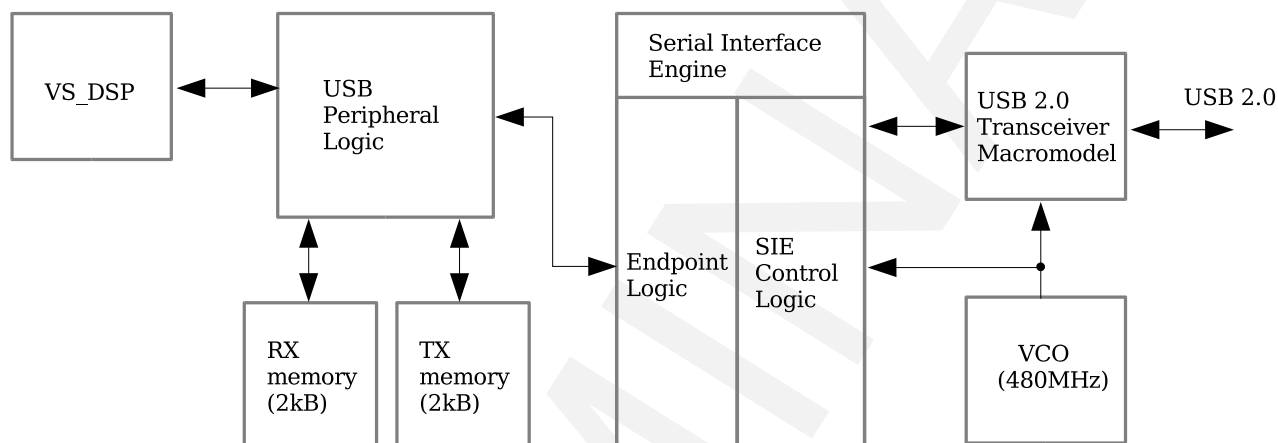 VS_DSP
USB
Peripheral
Logic
RX
memory
(2kB)
TX
memory
(2kB)
Serial Interface
Engine
Endpoint
Logic
SIE
Control
Logic
USB 2.0
Transceiver
Macromodel
USB 2.0
VCO
(480MHz)